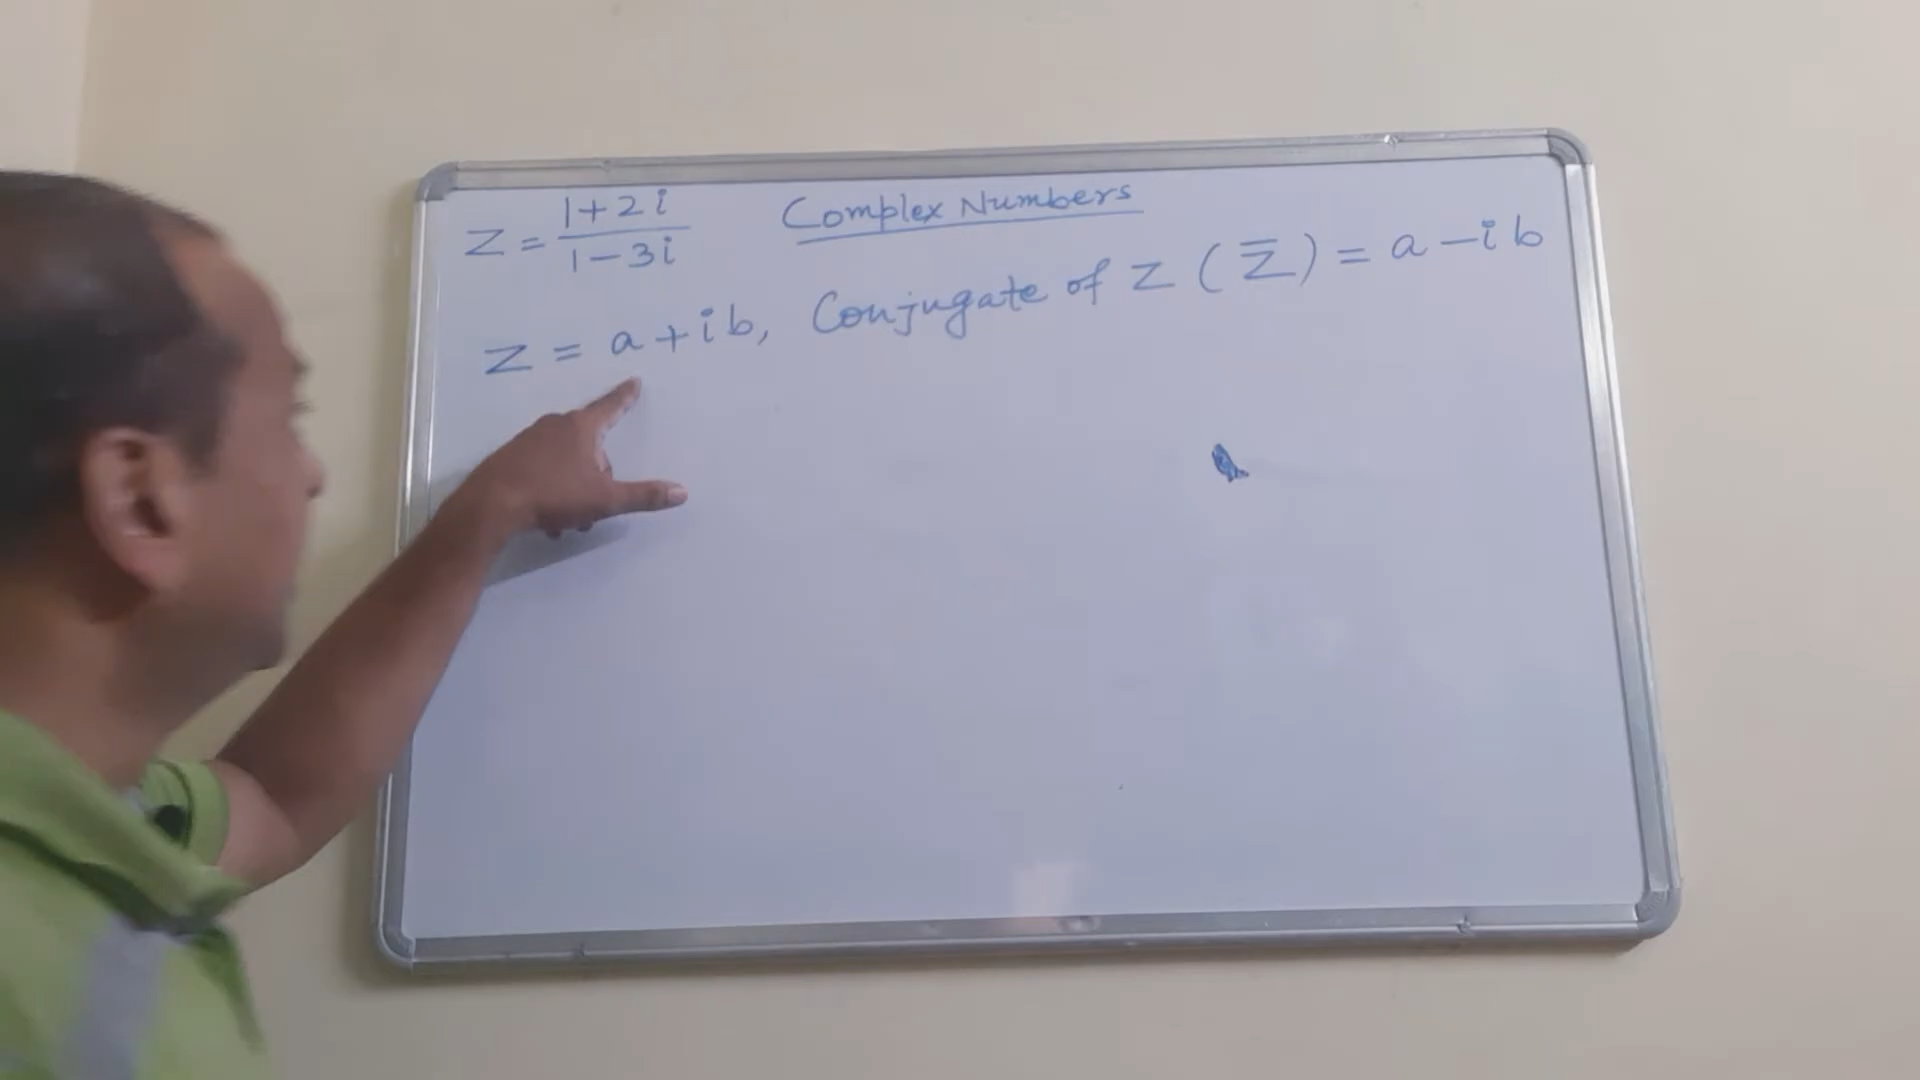 Complex Numbers
Z = (1+2i)/(1-3i)
Z = a+ib, Conjugate of Z (Z̅) = a-ib